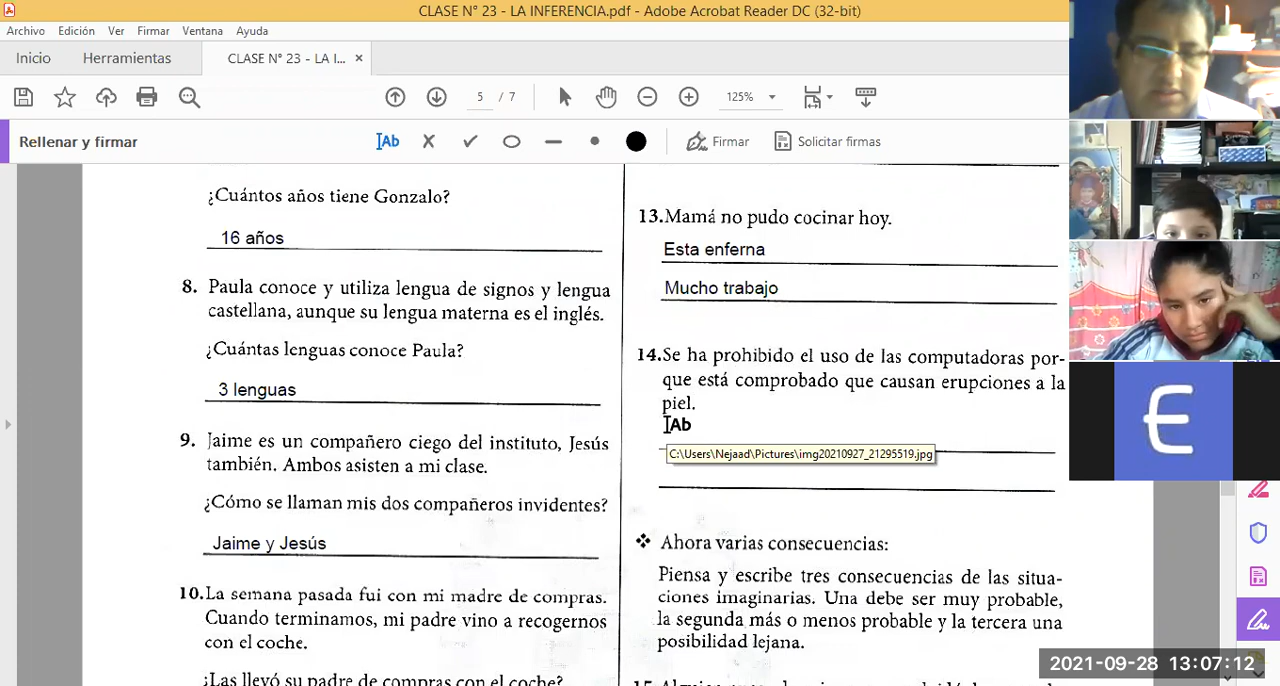 CLASE N° 23 - LA INFERENCIA.pdf - Adobe Acrobat Reader DC (32-bit)
Archivo Edición Ver Firmar Ventana Ayuda
Inicio Herramientas CLASE N° 23 - LA I... ×
5 / 7 125%
Rellenar y firmar Ab Firmar Solicitar firmas
¿Cuántos años tiene Gonzalo?
16 años
8. Paula conoce y utiliza lengua de signos y lengua
castellana, aunque su lengua materna es el inglés.
¿Cuántas lenguas conoce Paula?
3 lenguas
9. Jaime es un compañero ciego del instituto, Jesús
también. Ambos asisten a mi clase.
¿Cómo se llaman mis dos compañeros invidentes?
Jaime y Jesús
10. La semana pasada fui con mi madre de compras.
Cuando terminamos, mi padre vino a recogernos
con el coche.
¿Las llevó su padre de compras con el coche?
13. Mamá no pudo cocinar hoy.
Esta enferna
Mucho trabajo
14. Se ha prohibido el uso de las computadoras por-
que está comprobado que causan erupciones a la
piel.
Ab
C:\Users\Nejaad\Pictures\img20210927_21295519.jpg
❖ Ahora varias consecuencias:
Piensa y escribe tres consecuencias de las situa-
ciones imaginarias. Una debe ser muy probable,
la segunda más o menos probable y la tercera una
posibilidad lejana.
E
2021-09-28 13:07:12